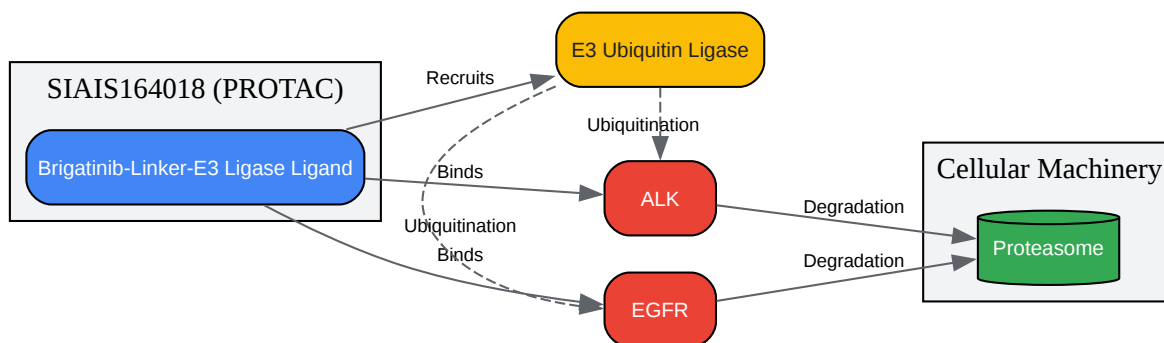 E3 Ubiquitin Ligase
SIAIS164018 (PROTAC)
Recruits
Brigatinib-Linker-E3 Ligase Ligand
Ubiquitination
Binds
ALK
Cellular Machinery
Degradation
Ubiquitination
Binds
Proteasome
Degradation
EGFR